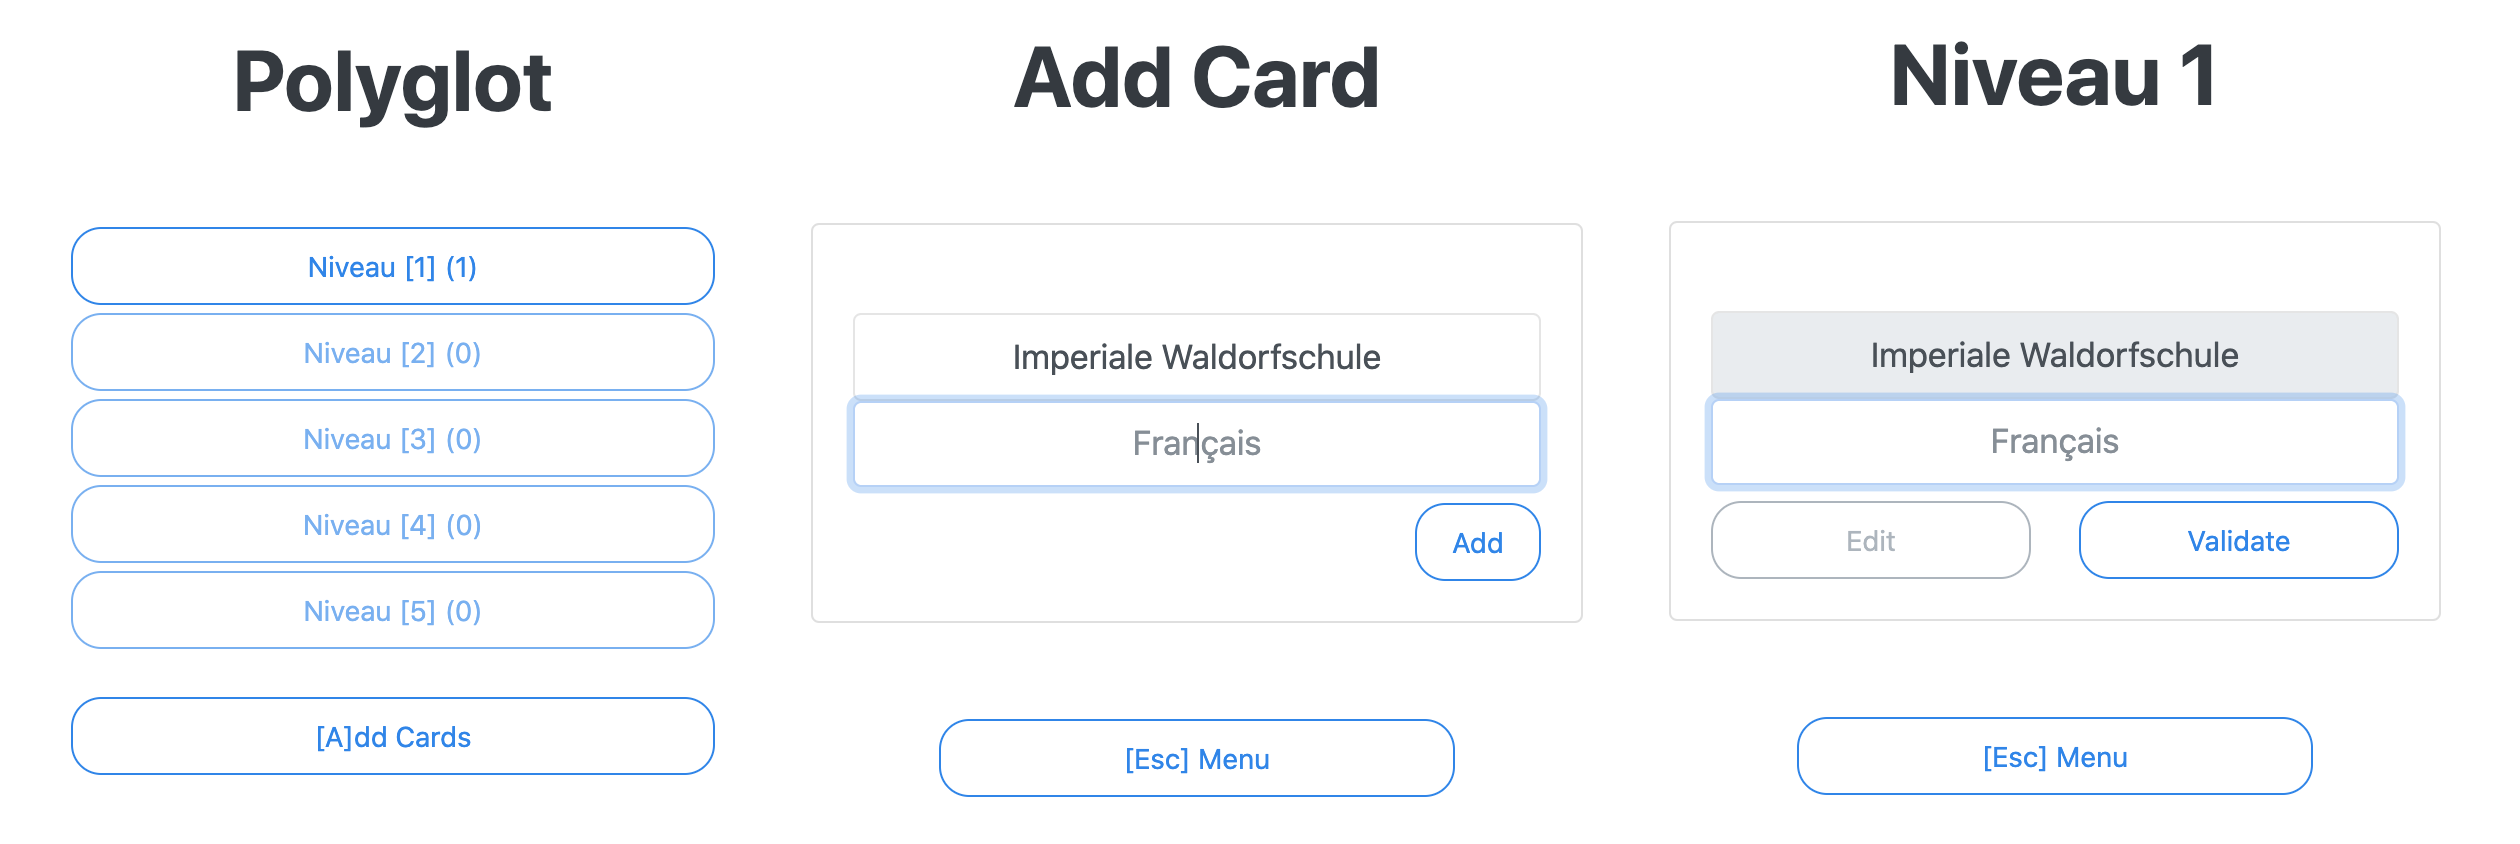 Polyglot
Niveau [1] (1)
Niveau [2] (0)
Niveau [3] (0)
Niveau [4] (0)
Niveau [5] (0)
[A]dd Cards
Add Card
Imperiale Waldorfschule
Français
Add
[Esc] Menu
Niveau 1
Imperiale Waldorfschule
Français
Edit
Validate
[Esc] Menu